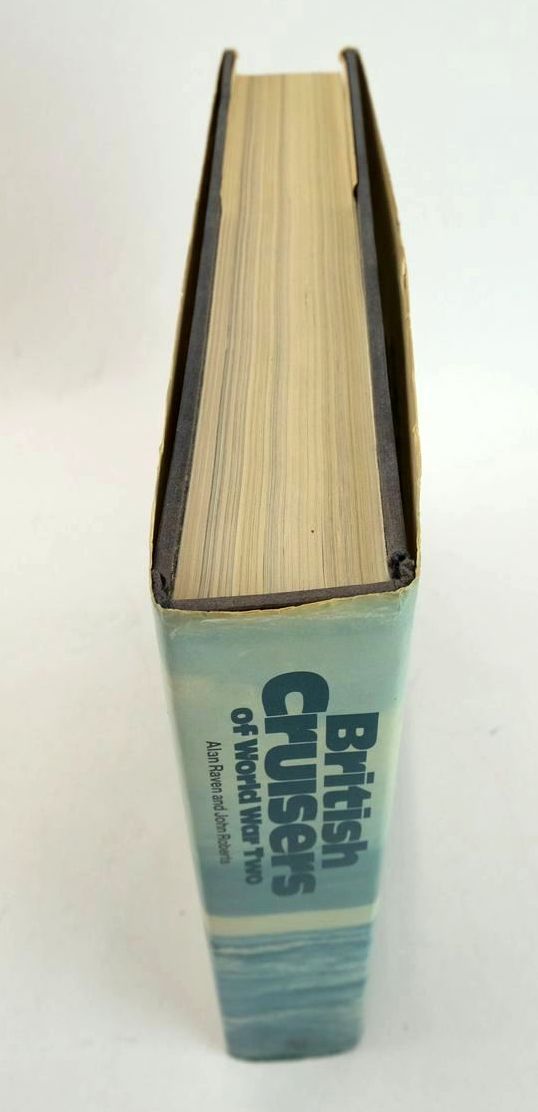 British
Cruisers
of World War Two
Alan Raven and John Roberts